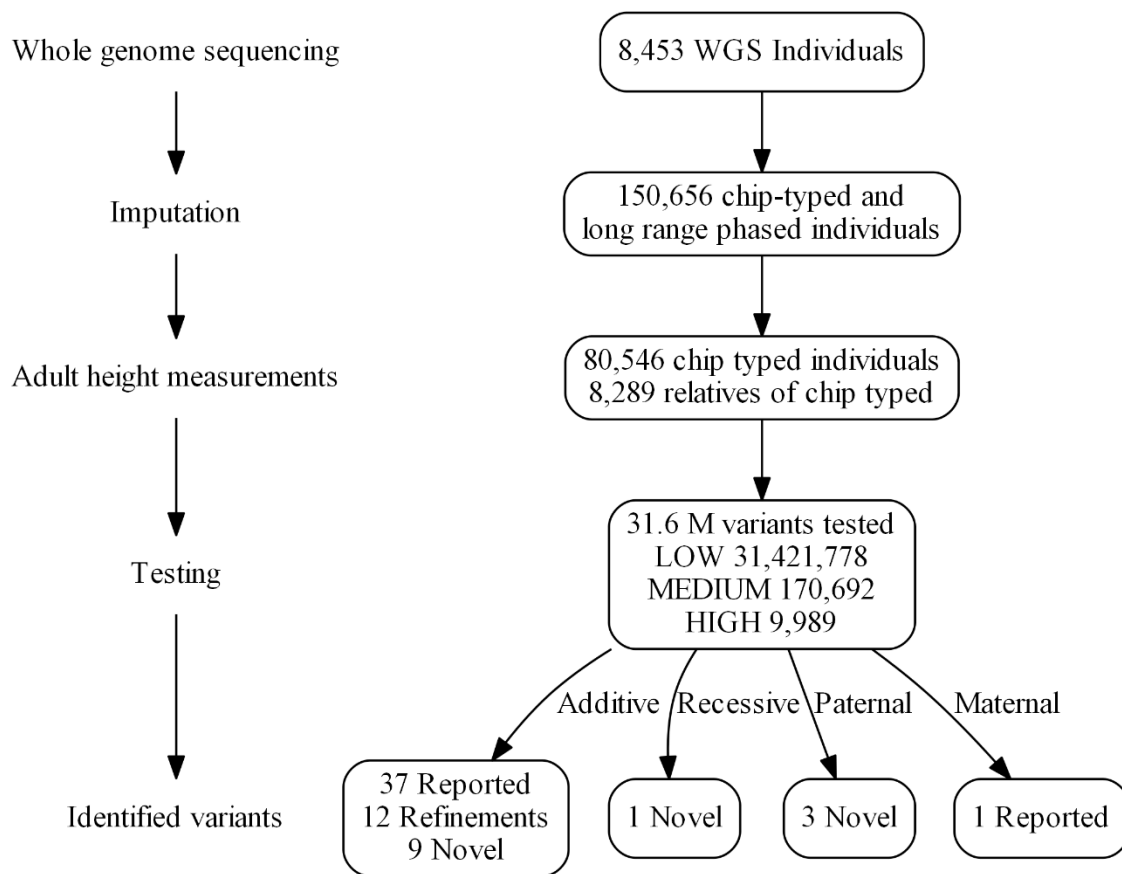 Whole genome sequencing
8,453 WGS Individuals
Imputation
150,656 chip-typed and
long range phased individuals
Adult height measurements
80,546 chip typed individuals
8,289 relatives of chip typed
Testing
31.6 M variants tested
LOW 31,421,778
MEDIUM 170,692
HIGH 9,989
Additive
Recessive
Paternal
Maternal
Identified variants
37 Reported
12 Refinements
9 Novel
1 Novel
3 Novel
1 Reported